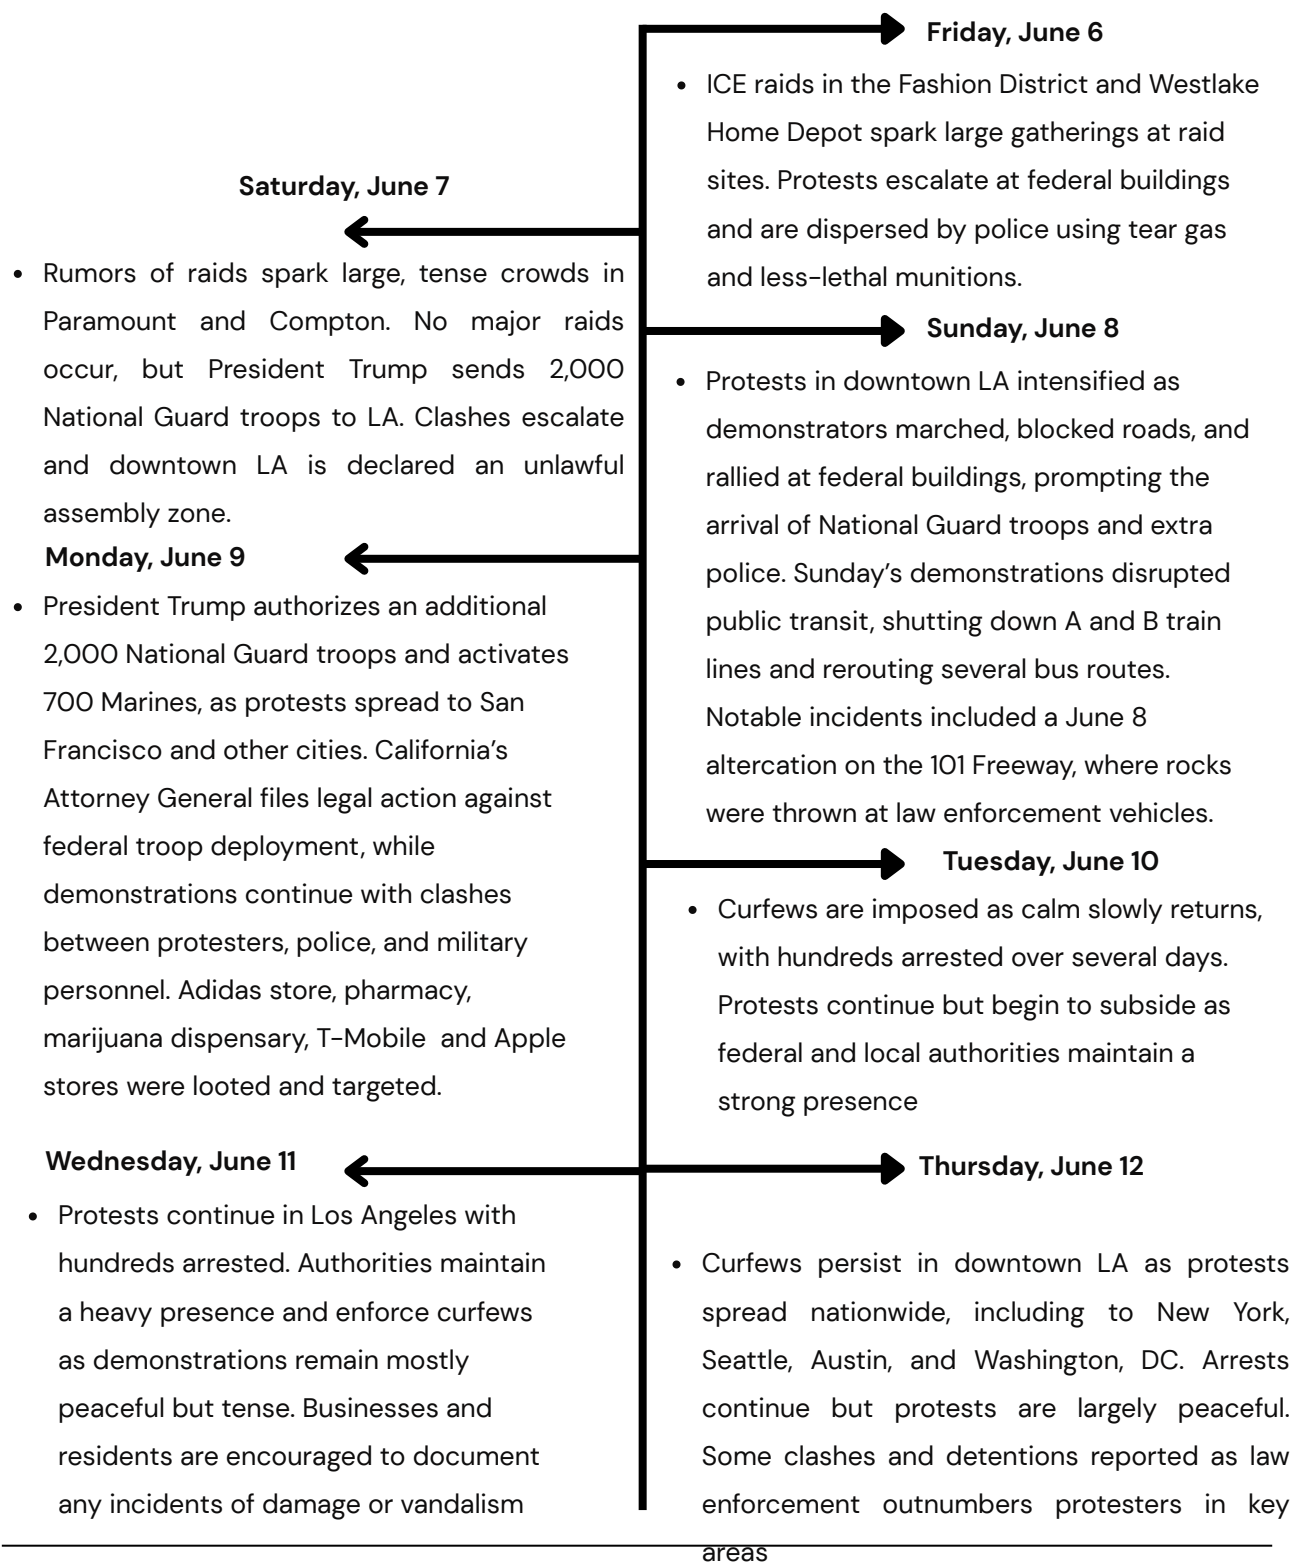 Friday, June 6
• ICE raids in the Fashion District and Westlake
Home Depot spark large gatherings at raid
sites. Protests escalate at federal buildings
and are dispersed by police using tear gas
and less-lethal munitions.
Saturday, June 7
• Rumors of raids spark large, tense crowds in
Paramount and Compton. No major raids
occur, but President Trump sends 2,000
National Guard troops to LA. Clashes escalate
and downtown LA is declared an unlawful
assembly zone.
Sunday, June 8
• Protests in downtown LA intensified as
demonstrators marched, blocked roads, and
rallied at federal buildings, prompting the
arrival of National Guard troops and extra
police. Sunday's demonstrations disrupted
public transit, shutting down A and B train
lines and rerouting several bus routes.
Notable incidents included a June 8
altercation on the 101 Freeway, where rocks
were thrown at law enforcement vehicles.
Monday, June 9
• President Trump authorizes an additional
2,000 National Guard troops and activates
700 Marines, as protests spread to San
Francisco and other cities. California's
Attorney General files legal action against
federal troop deployment, while
demonstrations continue with clashes
between protesters, police, and military
personnel. Adidas store, pharmacy,
marijuana dispensary, T-Mobile and Apple
stores were looted and targeted.
Tuesday, June 10
• Curfews are imposed as calm slowly returns,
with hundreds arrested over several days.
Protests continue but begin to subside as
federal and local authorities maintain a
strong presence
Wednesday, June 11
• Protests continue in Los Angeles with
hundreds arrested. Authorities maintain
a heavy presence and enforce curfews
as demonstrations remain mostly
peaceful but tense. Businesses and
residents are encouraged to document
any incidents of damage or vandalism
Thursday, June 12
• Curfews persist in downtown LA as protests
spread nationwide, including to New York,
Seattle, Austin, and Washington, DC. Arrests
continue but protests are largely peaceful.
Some clashes and detentions reported as law
enforcement outnumbers protesters in key
areas